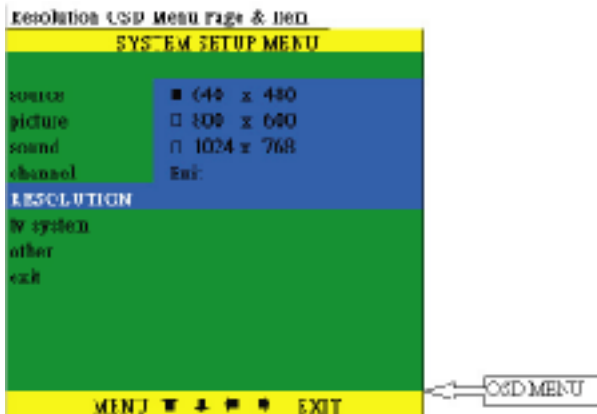 Resolution OSD Menu Page & Item
SYSTEM SETUP MENU
source ■ 640 x 480
picture □ 800 x 600
sound □ 1024 x 768
channel Exit
RESOLUTION
tv system
other
exit
OSD MENU
MENU ⬆ ⬇ ⬅ ➡ EXIT